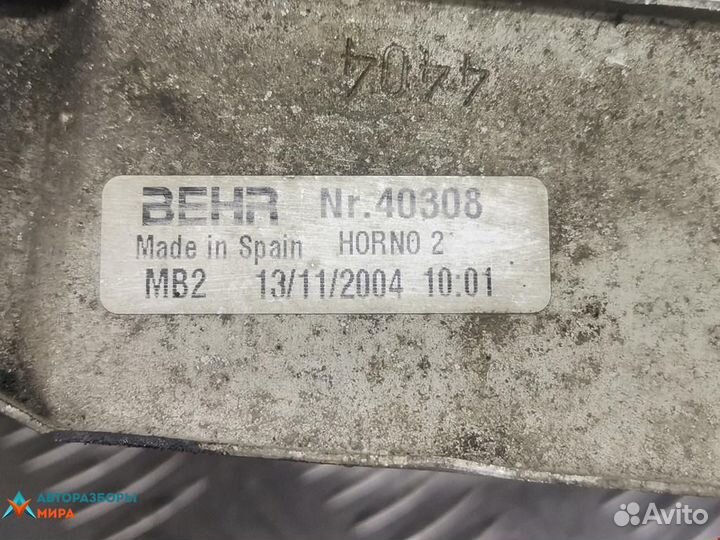 4404
BEHR Nr.40308
Made in Spain HORNO 2
MB2 13/11/2004 10:01
АВТОРАЗБОРЫ
МИРА
Avito